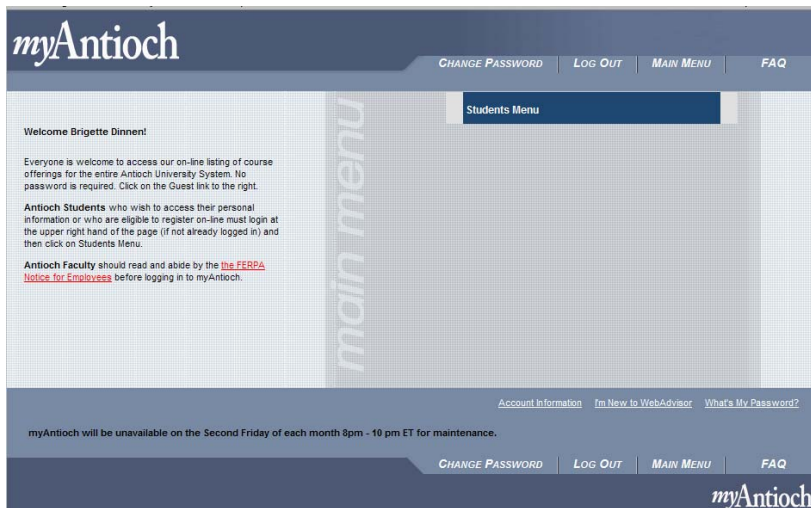 myAntioch
CHANGE PASSWORD LOG OUT MAIN MENU FAQ
main menu
Students Menu
Welcome Brigette Dinnen!
Everyone is welcome to access our on-line listing of course
offerings for the entire Antioch University System. No
password is required. Click on the Guest link to the right.
Antioch Students who wish to access their personal
information or who are eligible to register on-line must login at
the upper right hand of the page (if not already logged in) and
then click on Students Menu.
Antioch Faculty should read and abide by the the FERPA
Notice for Employees before logging in to myAntioch.
Account Information I'm New to WebAdvisor What's My Password?
myAntioch will be unavailable on the Second Friday of each month 8pm - 10 pm ET for maintenance.
CHANGE PASSWORD LOG OUT MAIN MENU FAQ
myAntioch